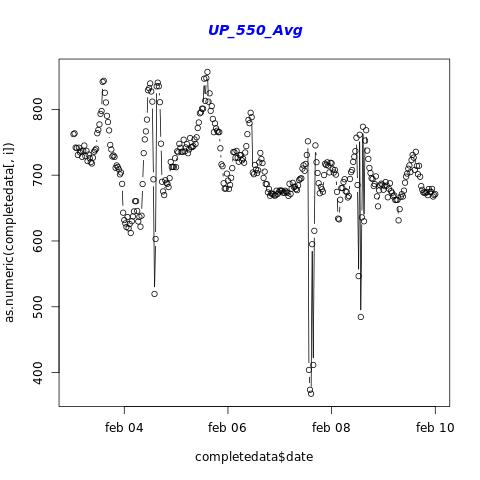 UP_550_Avg
as.numeric(completedata[, i])
800
700
600
500
400
feb 04
feb 06
feb 08
feb 10
completedata$date